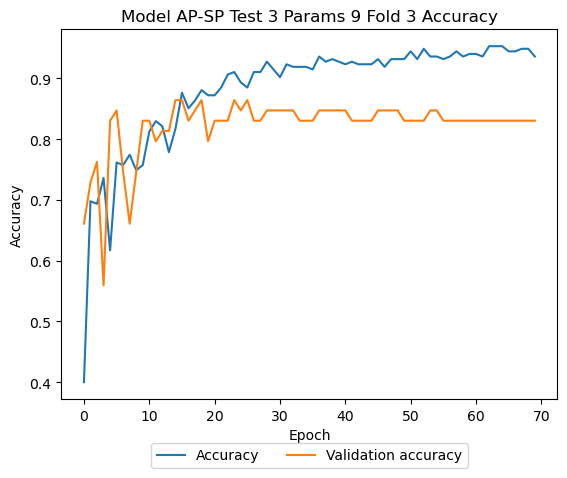 Model AP-SP Test 3 Params 9 Fold 3 Accuracy
Accuracy
0.9
0.8
0.7
0.6
0.5
0.4
0 10 20 30 40 50 60 70
Epoch
Accuracy Validation accuracy